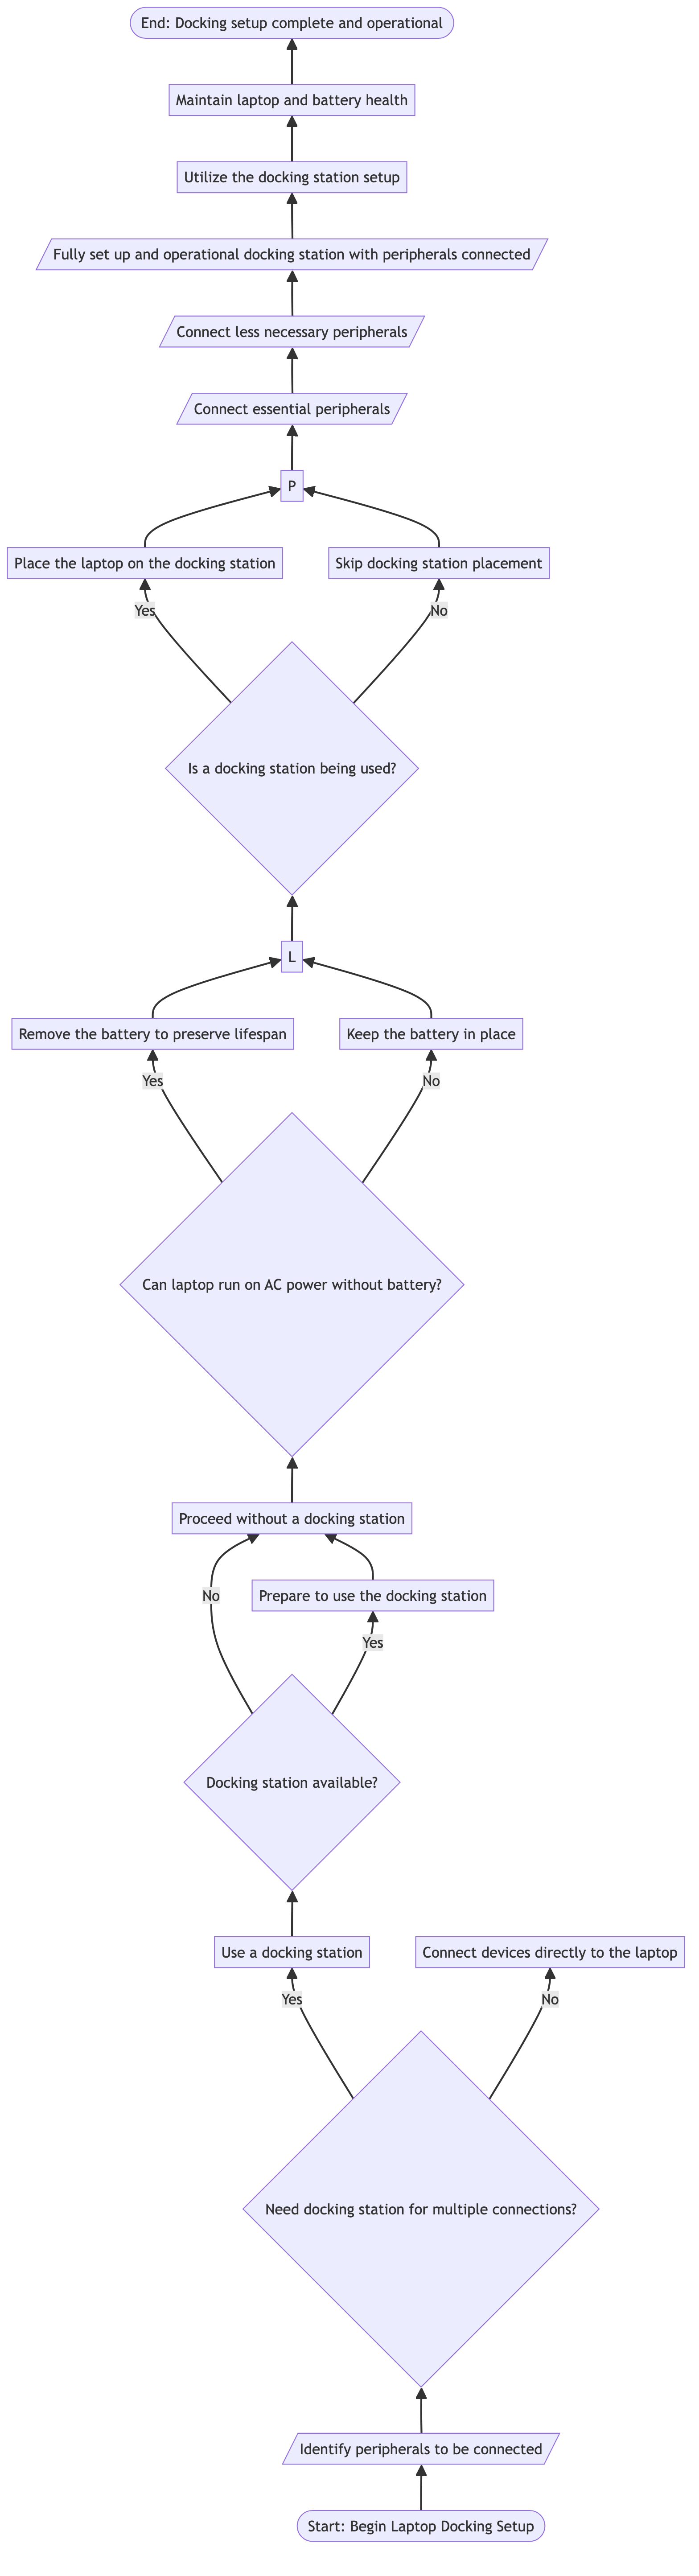 End: Docking setup complete and operational
Maintain laptop and battery health
Utilize the docking station setup
Fully set up and operational docking station with peripherals connected
Connect less necessary peripherals
Connect essential peripherals
P
Place the laptop on the docking station
Skip docking station placement
Yes
No
Is a docking station being used?
L
Remove the battery to preserve lifespan
Keep the battery in place
Yes
No
Can laptop run on AC power without battery?
Proceed without a docking station
No
Prepare to use the docking station
Yes
Docking station available?
Use a docking station
Connect devices directly to the laptop
Yes
No
Need docking station for multiple connections?
Identify peripherals to be connected
Start: Begin Laptop Docking Setup